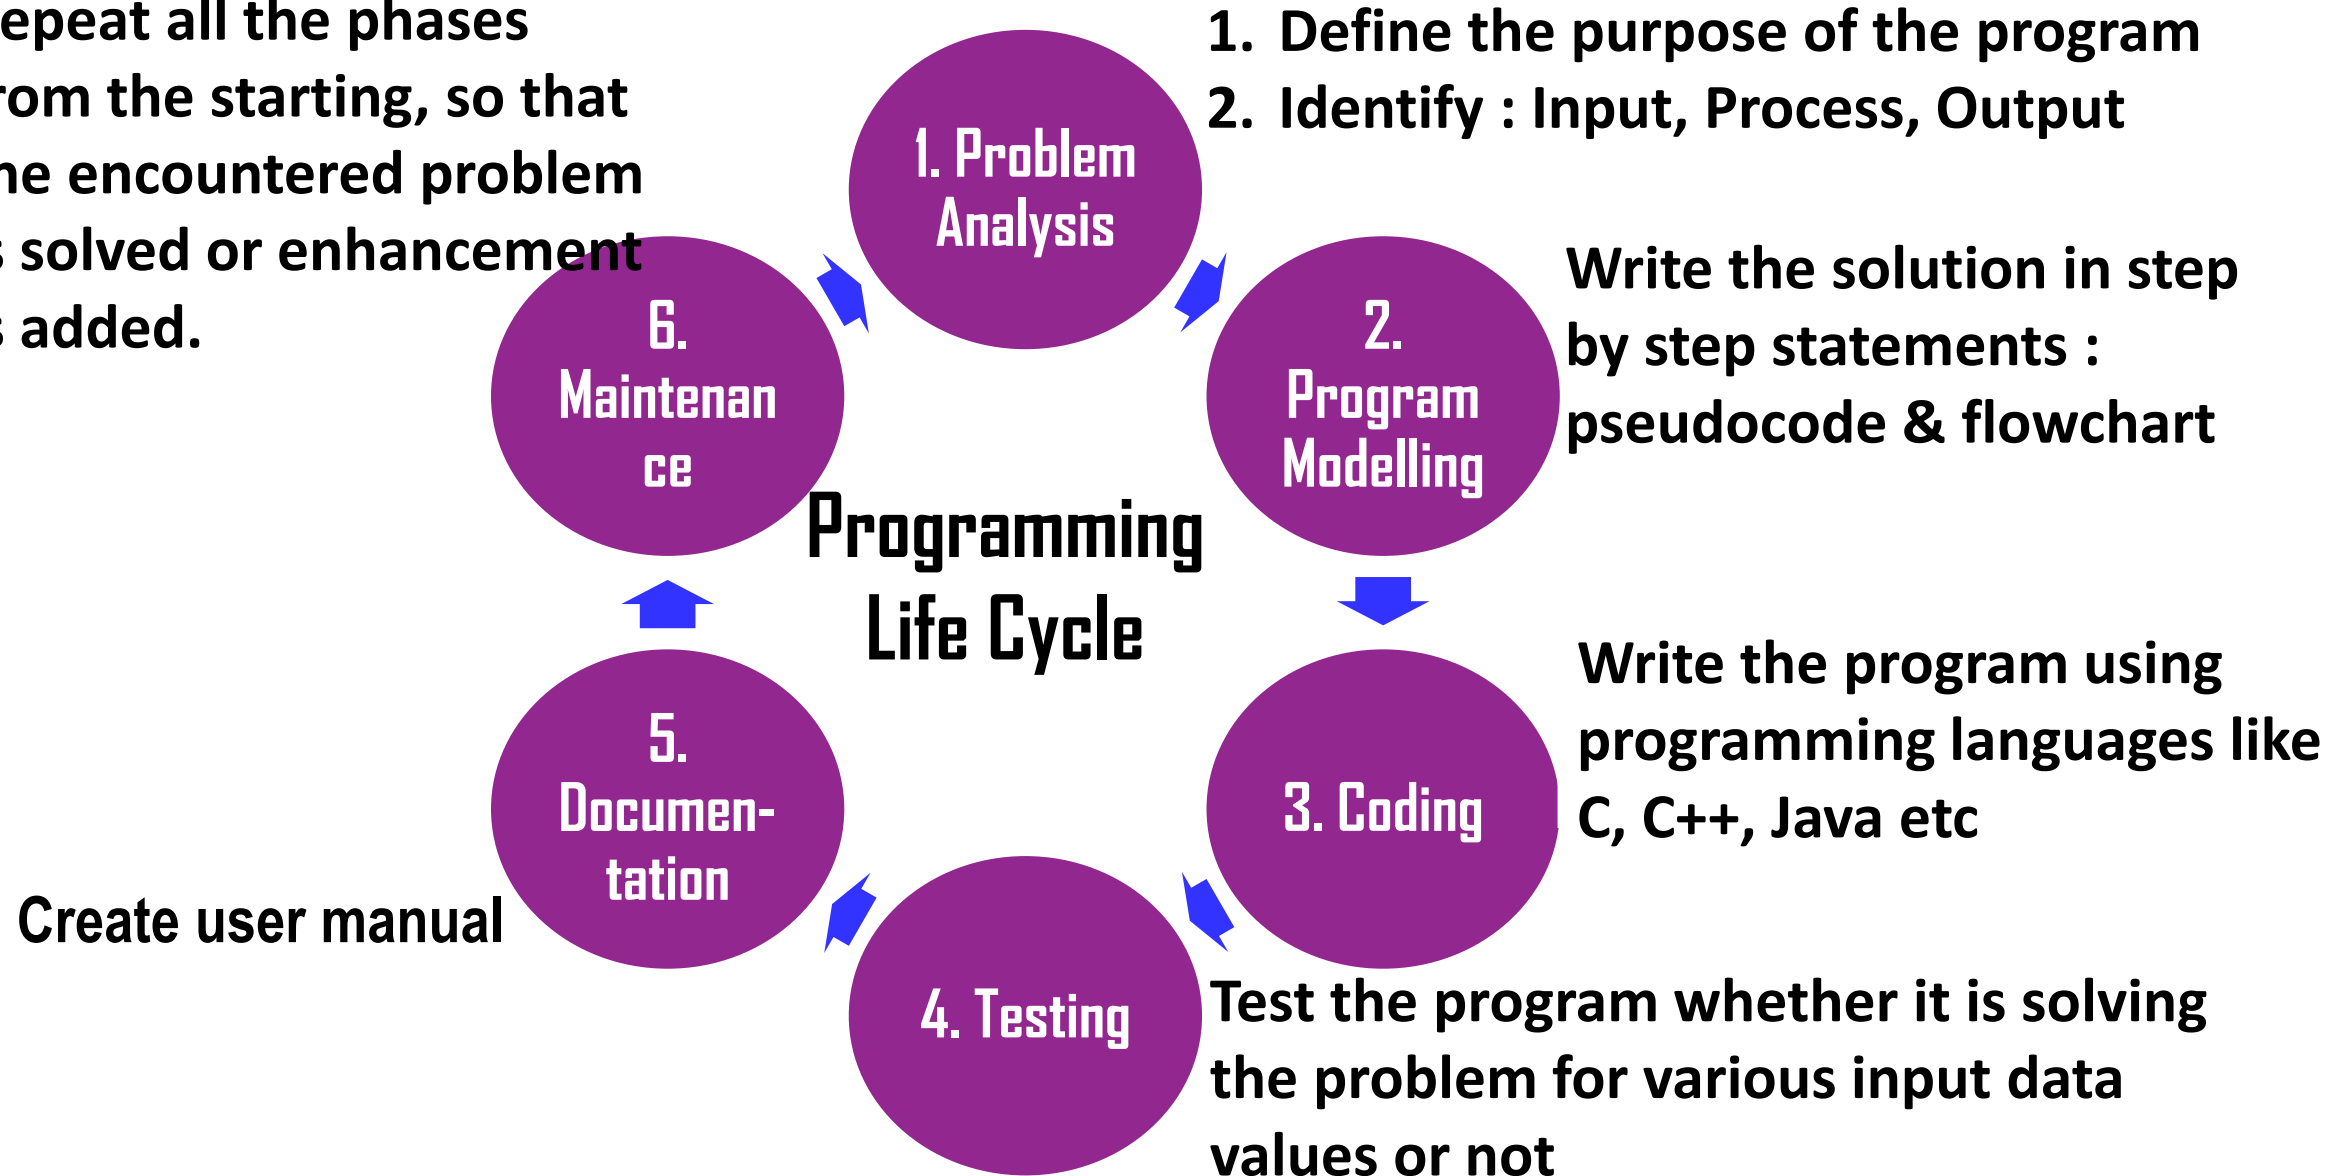 epeat all the phases
rom the starting, so that
he encountered problem
s solved or enhancement
s added.
1. Define the purpose of the program
2. Identify : Input, Process, Output
1. Problem
Analysis
2.
Program
Modelling
Write the solution in step
by step statements :
pseudocode & flowchart
6.
Maintenan
ce
Programming
Life Cycle
3. Coding
Write the program using
programming languages like
C, C++, Java etc
5.
Documen-
tation
Create user manual
4. Testing
Test the program whether it is solving
the problem for various input data
values or not